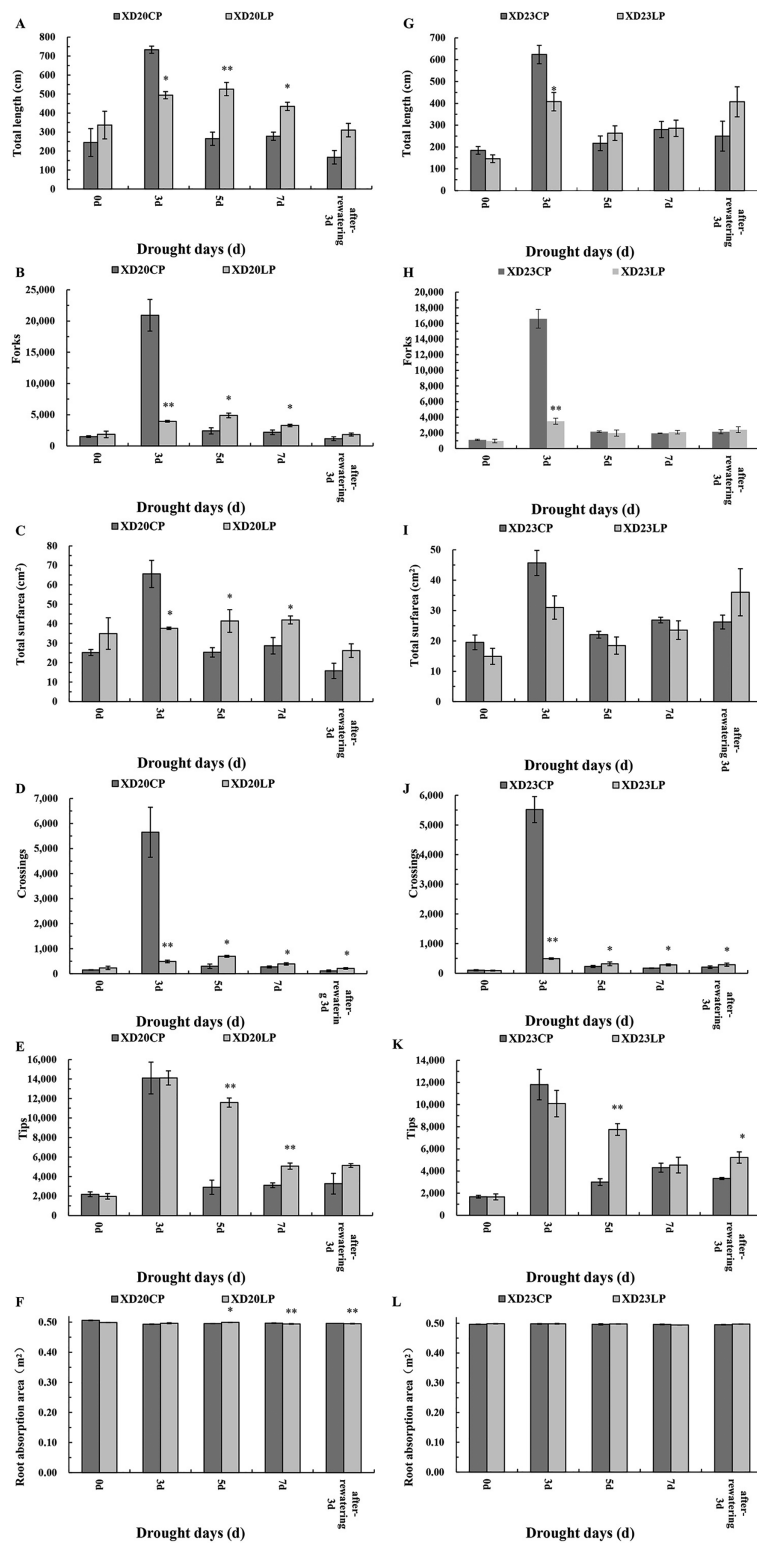 A
XD20CP XD20LP
Total length (cm)
800
700
600
500
400
300
200
100
0
* ** *
0d 3d 5d 7d after-
rewatering
3d
Drought days (d)
B
XD20CP XD20LP
Forks
25,000
20,000
15,000
10,000
5,000
0
** * *
0d 3d 5d 7d after-
rewatering
3d
Drought days (d)
C
XD20CP XD20LP
Total surfarea (cm²)
80
70
60
50
40
30
20
10
0
* * *
0d 3d 5d 7d after-
rewatering
3d
Drought days (d)
D
XD20CP XD20LP
Crossings
7,000
6,000
5,000
4,000
3,000
2,000
1,000
0
** * * *
0d 3d 5d 7d after-
rewaterin
g 3d
Drought days (d)
E
XD20CP XD20LP
Tips
16,000
14,000
12,000
10,000
8,000
6,000
4,000
2,000
0
** **
0d 3d 5d 7d after-
rewatering
3d
Drought days (d)
F
XD20CP XD20LP
Root absorption area（m²）
0.50
0.40
0.30
0.20
0.10
0.00
* ** **
0d 3d 5d 7d after-
rewatering
3d
Drought days (d)
G
XD23CP XD23LP
Total length (cm)
700
600
500
400
300
200
100
0
*
0d 3d 5d 7d after-
rewatering
3d
Drought days (d)
H
XD23CP XD23LP
Forks
20,000
18,000
16,000
14,000
12,000
10,000
8,000
6,000
4,000
2,000
0
**
0d 3d 5d 7d after-
rewatering
3d
Drought days (d)
I
XD23CP XD23LP
Total surfarea (cm²)
50
40
30
20
10
0
0d 3d 5d 7d after-
rewatering 3d
Drought days (d)
J
XD23CP XD23LP
Crossings
6,000
5,000
4,000
3,000
2,000
1,000
0
** * * *
0d 3d 5d 7d after-
rewatering
3d
Drought days (d)
K
XD23CP XD23LP
Tips
14,000
12,000
10,000
8,000
6,000
4,000
2,000
0
** *
0d 3d 5d 7d after-
rewatering
3d
Drought days (d)
L
XD23CP XD23LP
Root absorption area（m²）
0.50
0.40
0.30
0.20
0.10
0.00
0d 3d 5d 7d after-
rewatering
3d
Drought days (d)